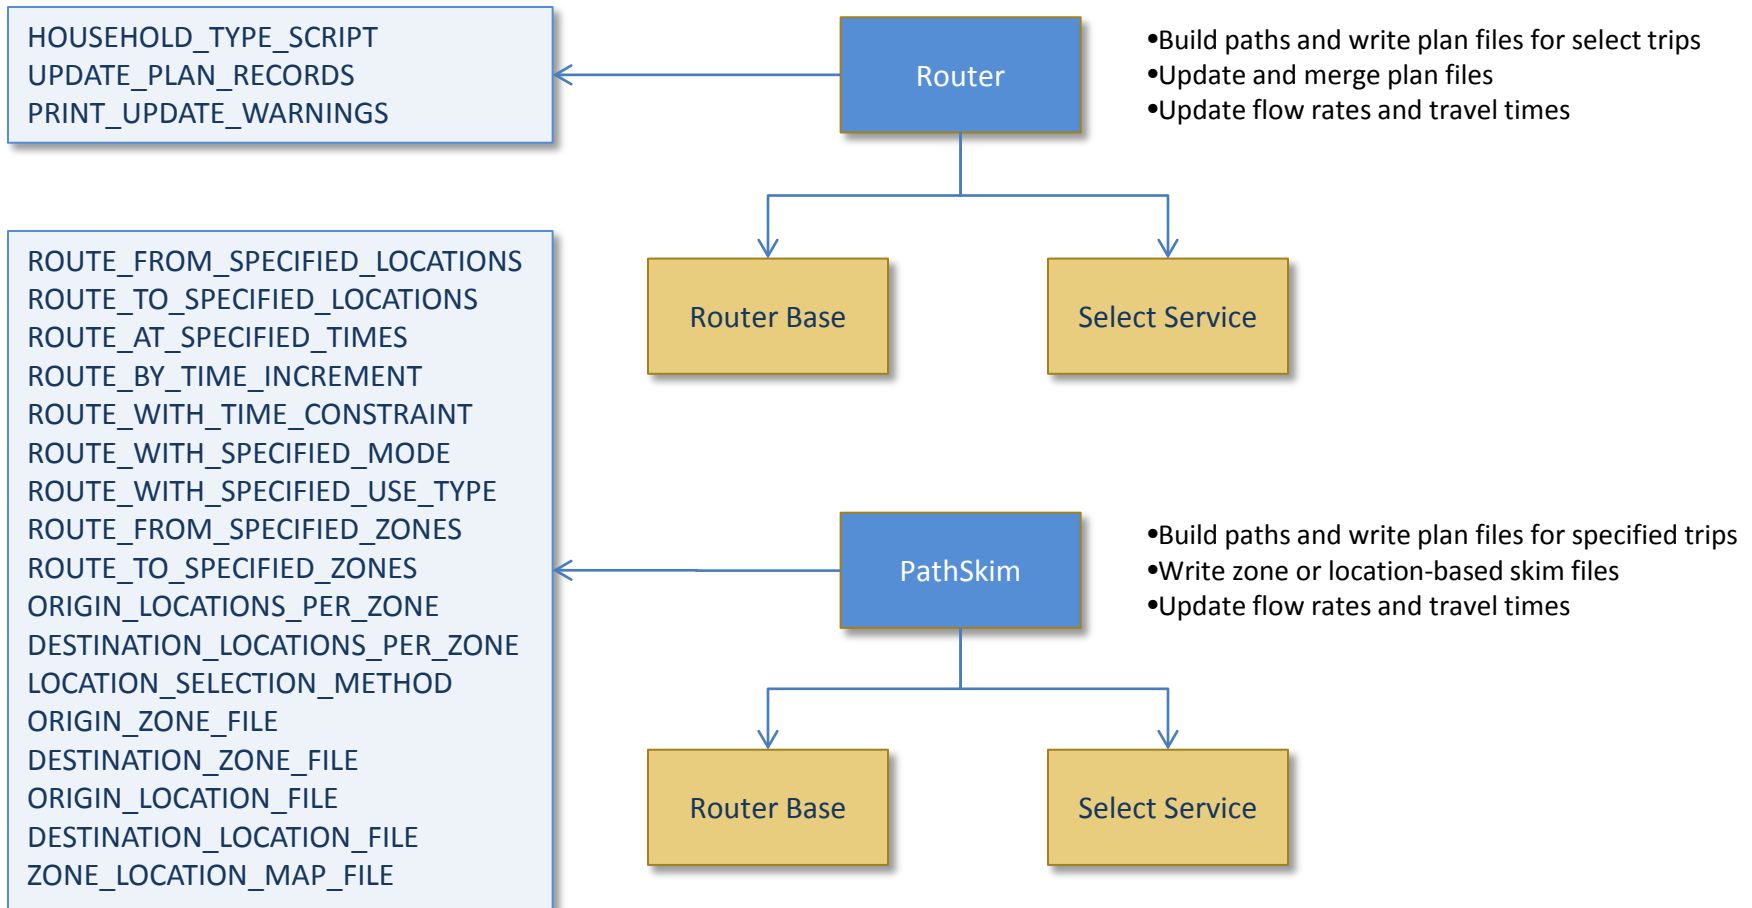 HOUSEHOLD_TYPE_SCRIPT
UPDATE_PLAN_RECORDS
PRINT_UPDATE_WARNINGS
Router
•Build paths and write plan files for select trips
•Update and merge plan files
•Update flow rates and travel times
Router Base
Select Service
ROUTE_FROM_SPECIFIED_LOCATIONS
ROUTE_TO_SPECIFIED_LOCATIONS
ROUTE_AT_SPECIFIED_TIMES
ROUTE_BY_TIME_INCREMENT
ROUTE_WITH_TIME_CONSTRAINT
ROUTE_WITH_SPECIFIED_MODE
ROUTE_WITH_SPECIFIED_USE_TYPE
ROUTE_FROM_SPECIFIED_ZONES
ROUTE_TO_SPECIFIED_ZONES
ORIGIN_LOCATIONS_PER_ZONE
DESTINATION_LOCATIONS_PER_ZONE
LOCATION_SELECTION_METHOD
ORIGIN_ZONE_FILE
DESTINATION_ZONE_FILE
ORIGIN_LOCATION_FILE
DESTINATION_LOCATION_FILE
ZONE_LOCATION_MAP_FILE
PathSkim
•Build paths and write plan files for specified trips
•Write zone or location-based skim files
•Update flow rates and travel times
Router Base
Select Service